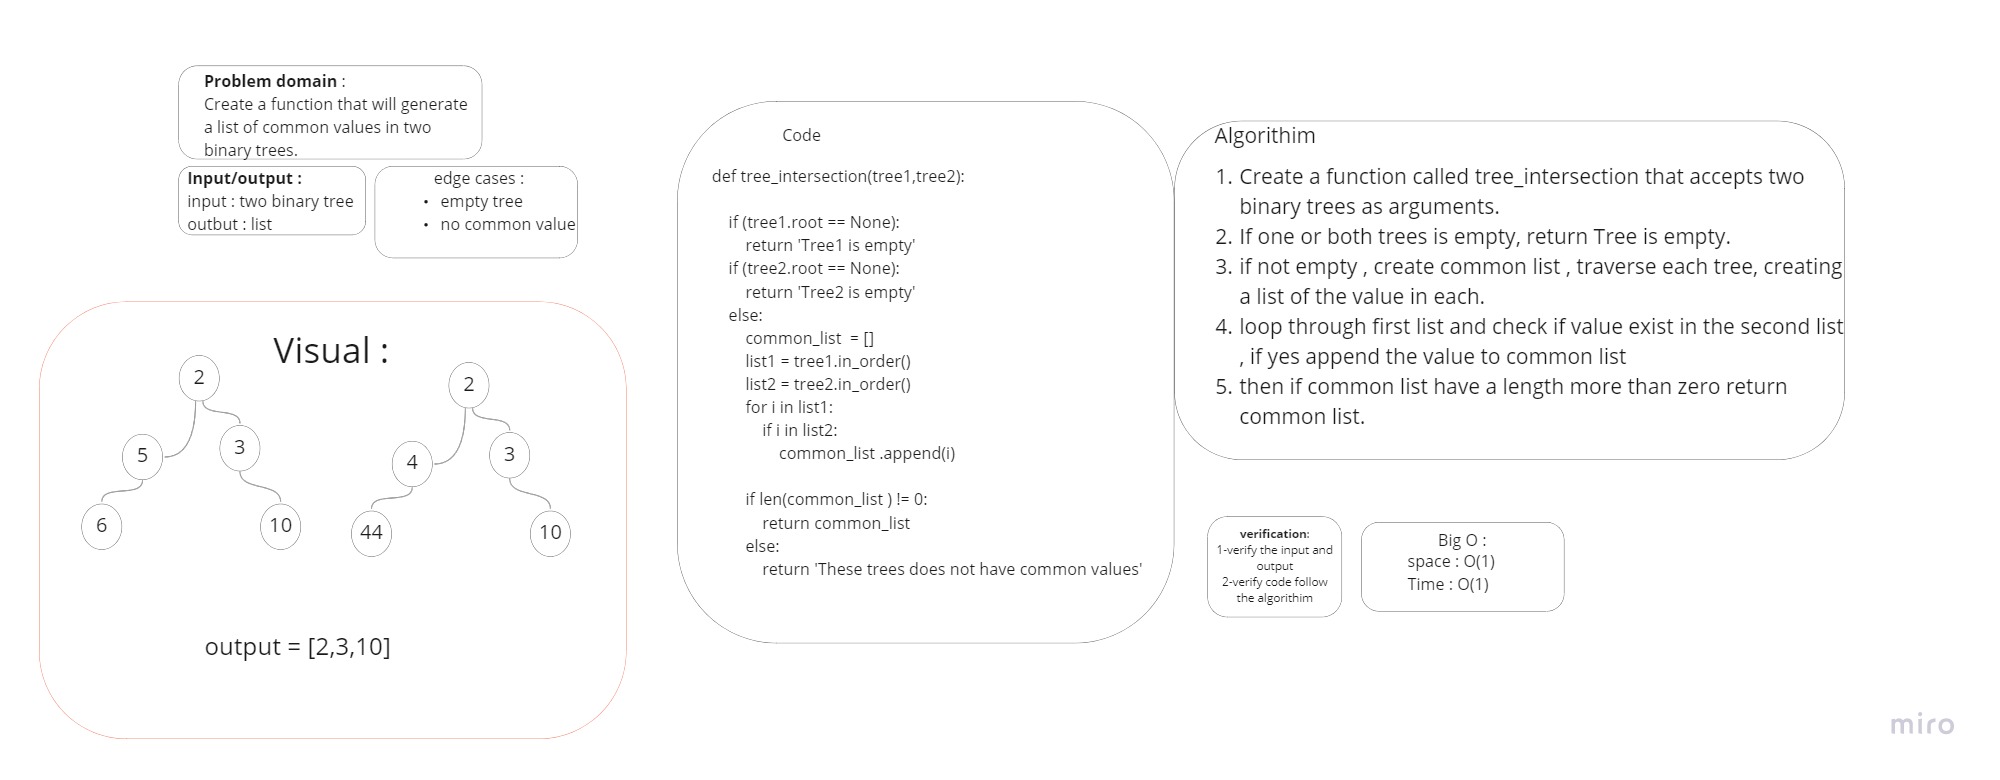 Problem domain :
Create a function that will generate
a list of common values in two
binary trees.
Input/output :
input : two binary tree
outbut : list
edge cases :
• empty tree
• no common value
Visual :
2
5
3
6
10
2
4
3
44
10
output = [2,3,10]
Code
def tree_intersection(tree1,tree2):
if (tree1.root == None):
return 'Tree1 is empty'
if (tree2.root == None):
return 'Tree2 is empty'
else:
common_list  = []
list1 = tree1.in_order()
list2 = tree2.in_order()
for i in list1:
if i in list2:
common_list .append(i)
if len(common_list ) != 0:
return common_list
else:
return 'These trees does not have common values'
Algorithim
1. Create a function called tree_intersection that accepts two
binary trees as arguments.
2. If one or both trees is empty, return Tree is empty.
3. if not empty , create common list , traverse each tree, creating
a list of the value in each.
4. loop through first list and check if value exist in the second list
, if yes append the value to common list
5. then if common list have a length more than zero return
common list.
verification:
1-verify the input and
output
2-verify code follow
the algorithim
Big O :
space : O(1)
Time : O(1)
miro